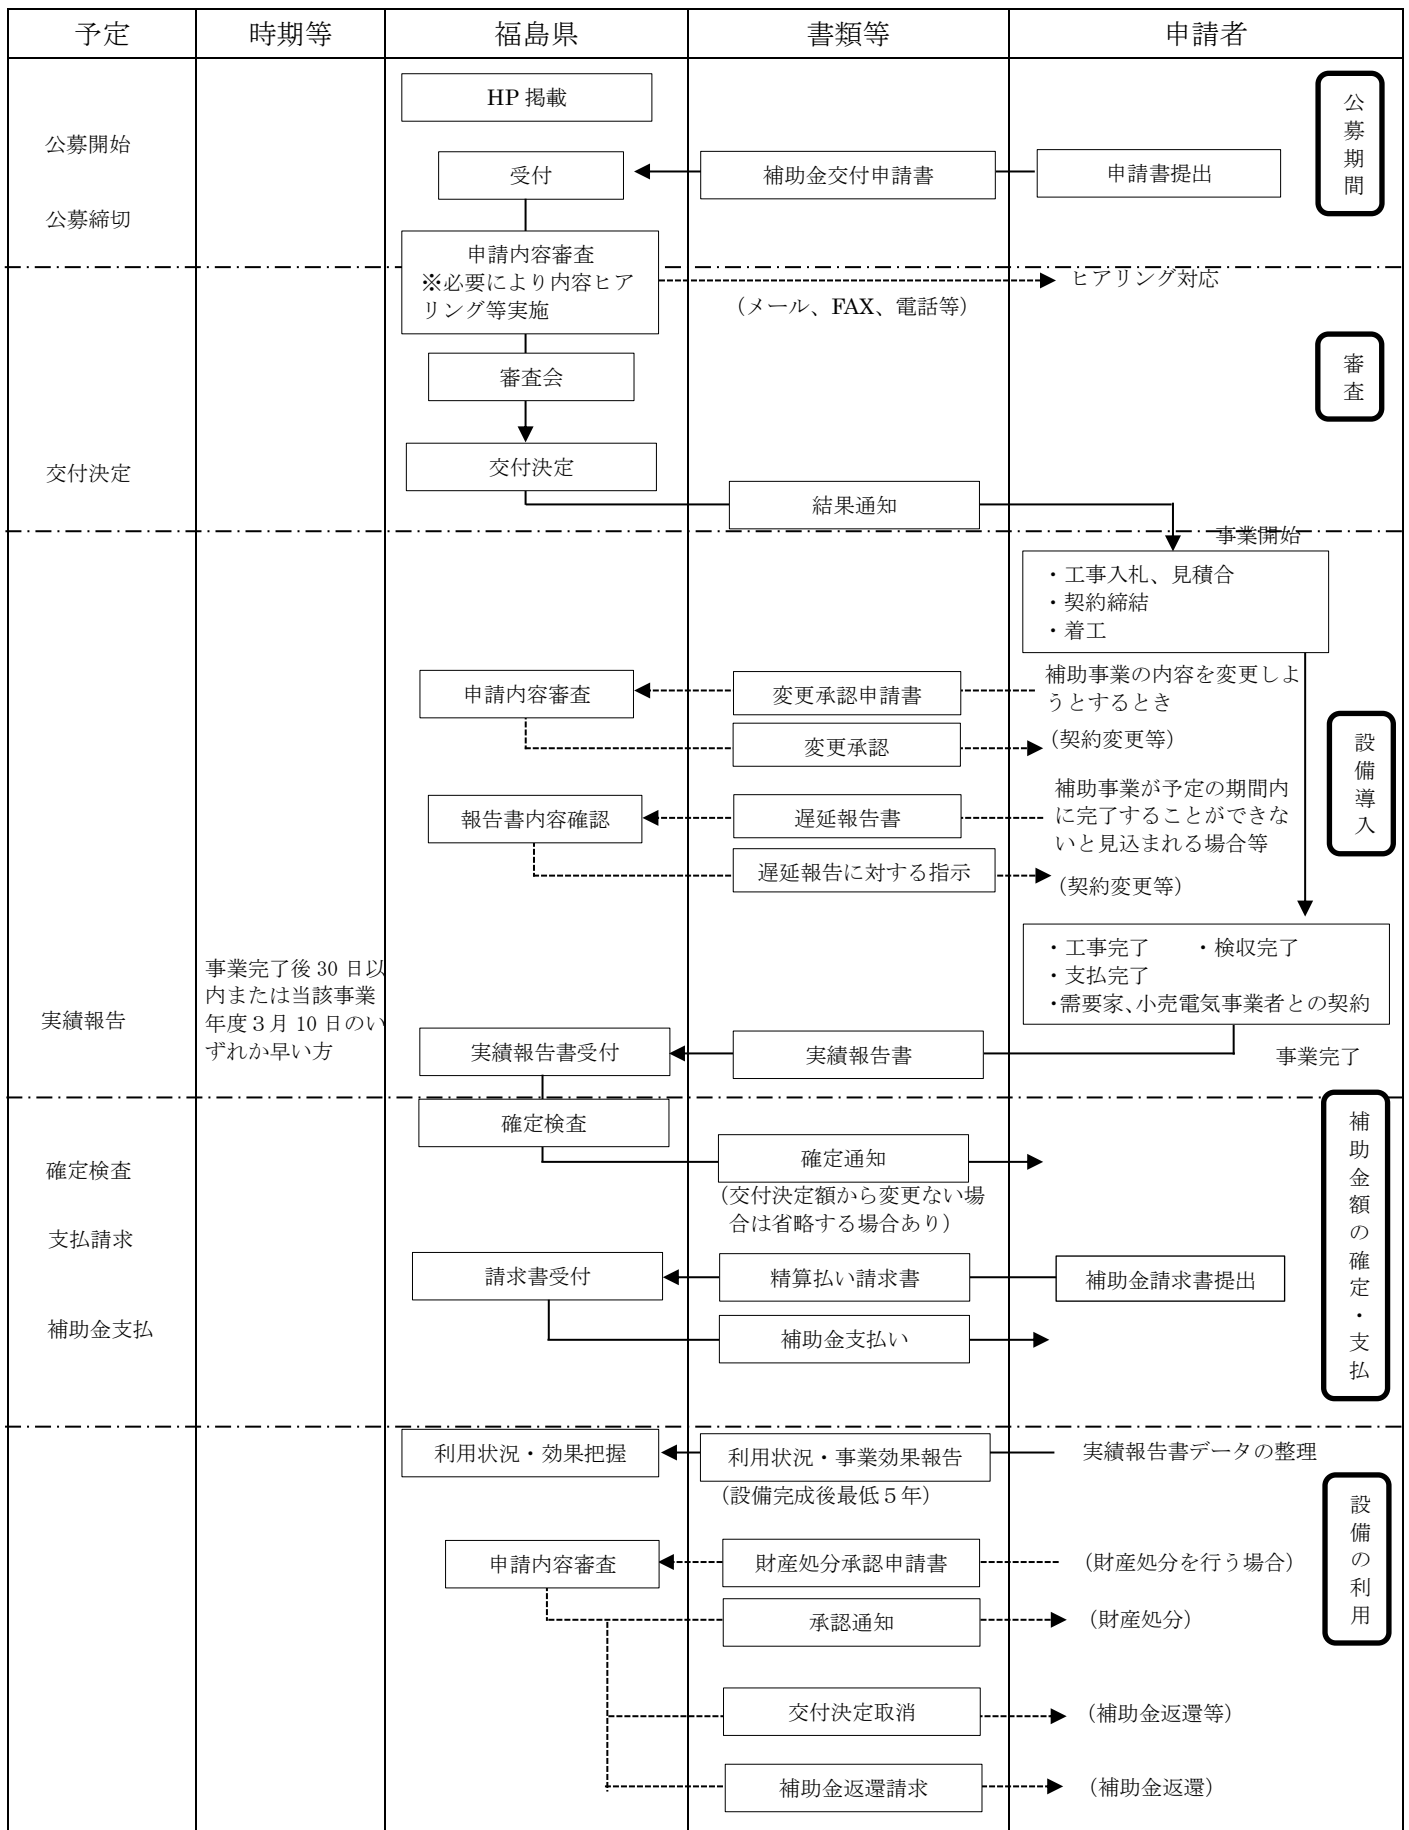 予定
時期等
福島県
書類等
申請者
HP 掲載
公募期間
公募開始
受付
補助金交付申請書
申請書提出
公募締切
申請内容審査
※必要により内容ヒア
リング等実施
ヒアリング対応
（メール、FAX、電話等）
審査会
審査
交付決定
交付決定
結果通知
事業開始
・工事入札、見積合
・契約締結
・着工
申請内容審査
変更承認申請書
補助事業の内容を変更しよ
うとするとき
変更承認
（契約変更等）
設備導入
報告書内容確認
遅延報告書
補助事業が予定の期間内
に完了することができな
いと見込まれる場合等
遅延報告に対する指示
（契約変更等）
・工事完了　　・検収完了
・支払完了
・需要家、小売電気事業者との契約
実績報告
事業完了後 30 日以
内または当該事業
年度３月 10 日のい
ずれか早い方
実績報告書受付
実績報告書
事業完了
補助金額の確定・支払
確定検査
確定検査
確定通知
（交付決定額から変更ない場
合は省略する場合あり）
支払請求
請求書受付
精算払い請求書
補助金請求書提出
補助金支払
補助金支払い
利用状況・効果把握
利用状況・事業効果報告
実績報告書データの整理
（設備完成後最低５年）
設備の利用
申請内容審査
財産処分承認申請書
（財産処分を行う場合）
承認通知
（財産処分）
交付決定取消
（補助金返還等）
補助金返還請求
（補助金返還）